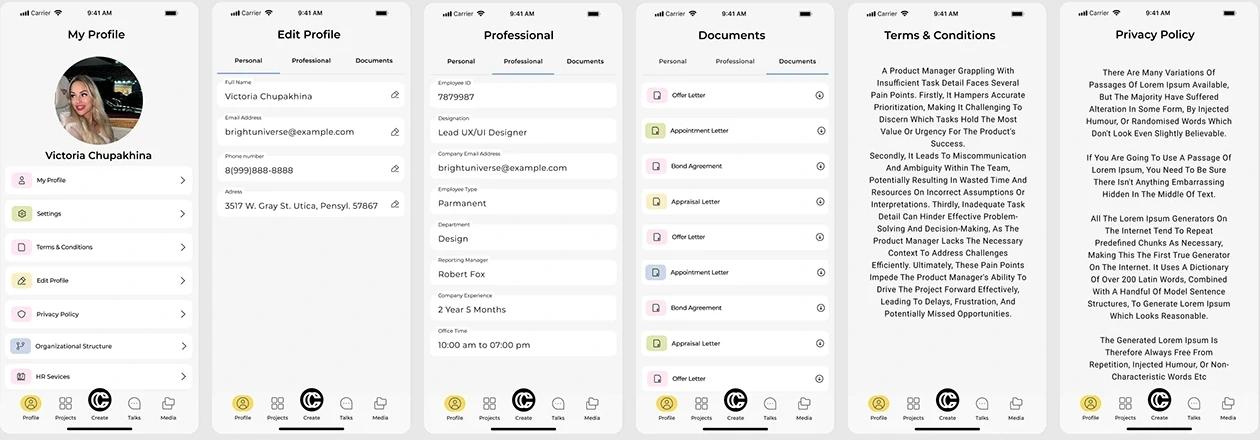 Carrier 9:41 AM
My Profile
Victoria Chupakhina
My Profile
Settings
Terms & Conditions
Edit Profile
Privacy Policy
Organizational Structure
HR Sevices
Profile Projects Create Talks Media
Carrier 9:41 AM
Edit Profile
Personal Professional Documents
Full Name
Victoria Chupakhina
Email Address
brightuniverse@example.com
Phone number
8(999)888-8888
Adress
3517 W. Gray St. Utica, Pensyl. 57867
Profile Projects Create Talks Media
Carrier 9:41 AM
Professional
Personal Professional Documents
Employee ID
7879987
Designation
Lead UX/UI Designer
Company Email Address
brightuniverse@example.com
Employee Type
Parmanent
Department
Design
Reporting Manager
Robert Fox
Company Experience
2 Year 5 Months
Office Time
10:00 am to 07:00 pm
Profile Projects Create Talks Media
Carrier 9:41 AM
Documents
Personal Professional Documents
Offer Letter
Appointment Letter
Bond Agreement
Appraisal Letter
Offer Letter
Appointment Letter
Bond Agreement
Appraisal Letter
Offer Letter
Profile Projects Create Talks Media
Carrier 9:41 AM
Terms & Conditions
A Product Manager Grappling With
Insufficient Task Detail Faces Several
Pain Points. Firstly, It Hampers Accurate
Prioritization, Making It Challenging To
Discern Which Tasks Hold The Most
Value Or Urgency For The Product's
Success.
Secondly, It Leads To Miscommunication
And Ambiguity Within The Team,
Potentially Resulting In Wasted Time And
Resources On Incorrect Assumptions Or
Interpretations. Thirdly, Inadequate Task
Detail Can Hinder Effective Problem-
Solving And Decision-Making, As The
Product Manager Lacks The Necessary
Context To Address Challenges
Efficiently. Ultimately, These Pain Points
Impede The Product Manager's Ability To
Drive The Project Forward Effectively,
Leading To Delays, Frustration, And
Potentially Missed Opportunities.
Profile Projects Create Talks Media
Carrier 9:41 AM
Privacy Policy
There Are Many Variations Of
Passages Of Lorem Ipsum Available,
But The Majority Have Suffered
Alteration In Some Form, By Injected
Humour, Or Randomised Words Which
Don't Look Even Slightly Believable.
If You Are Going To Use A Passage Of
Lorem Ipsum, You Need To Be Sure
There Isn't Anything Embarrassing
Hidden In The Middle Of Text.
All The Lorem Ipsum Generators On
The Internet Tend To Repeat
Predefined Chunks As Necessary,
Making This The First True Generator
On The Internet. It Uses A Dictionary
Of Over 200 Latin Words, Combined
With A Handful Of Model Sentence
Structures, To Generate Lorem Ipsum
Which Looks Reasonable.
The Generated Lorem Ipsum Is
Therefore Always Free From
Repetition, Injected Humour, Or Non-
Characteristic Words Etc
Profile Projects Create Talks Media